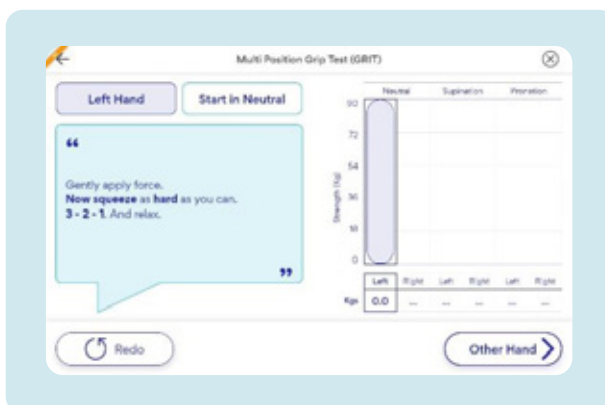 Multi Position Grip Test (GRIT)
Left Hand
Start in Neutral
Neutral Supination Pronation
“
Gently apply force.
Now squeeze as hard as you can.
3 - 2 - 1. And relax.
”
Strength (Kg)
90
72
54
36
18
0
Left Right Left Right Left Right
Kgs 0.0 -- -- -- -- --
Redo
Other Hand